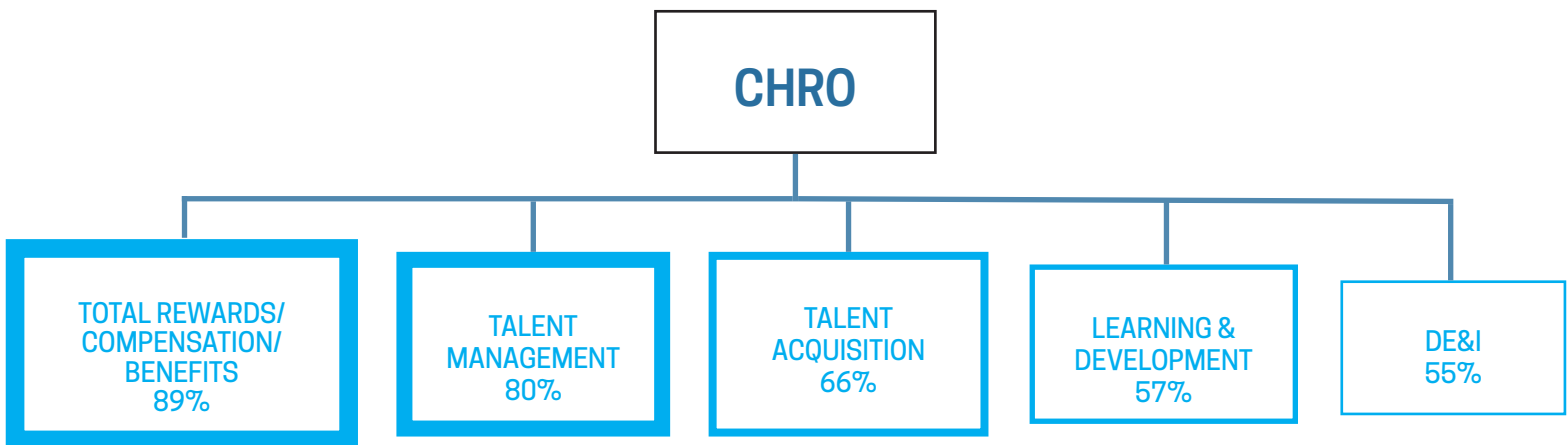 CHRO
TOTAL REWARDS/
COMPENSATION/
BENEFITS
89%
TALENT
MANAGEMENT
80%
TALENT
ACQUISITION
66%
LEARNING &
DEVELOPMENT
57%
DE&I
55%